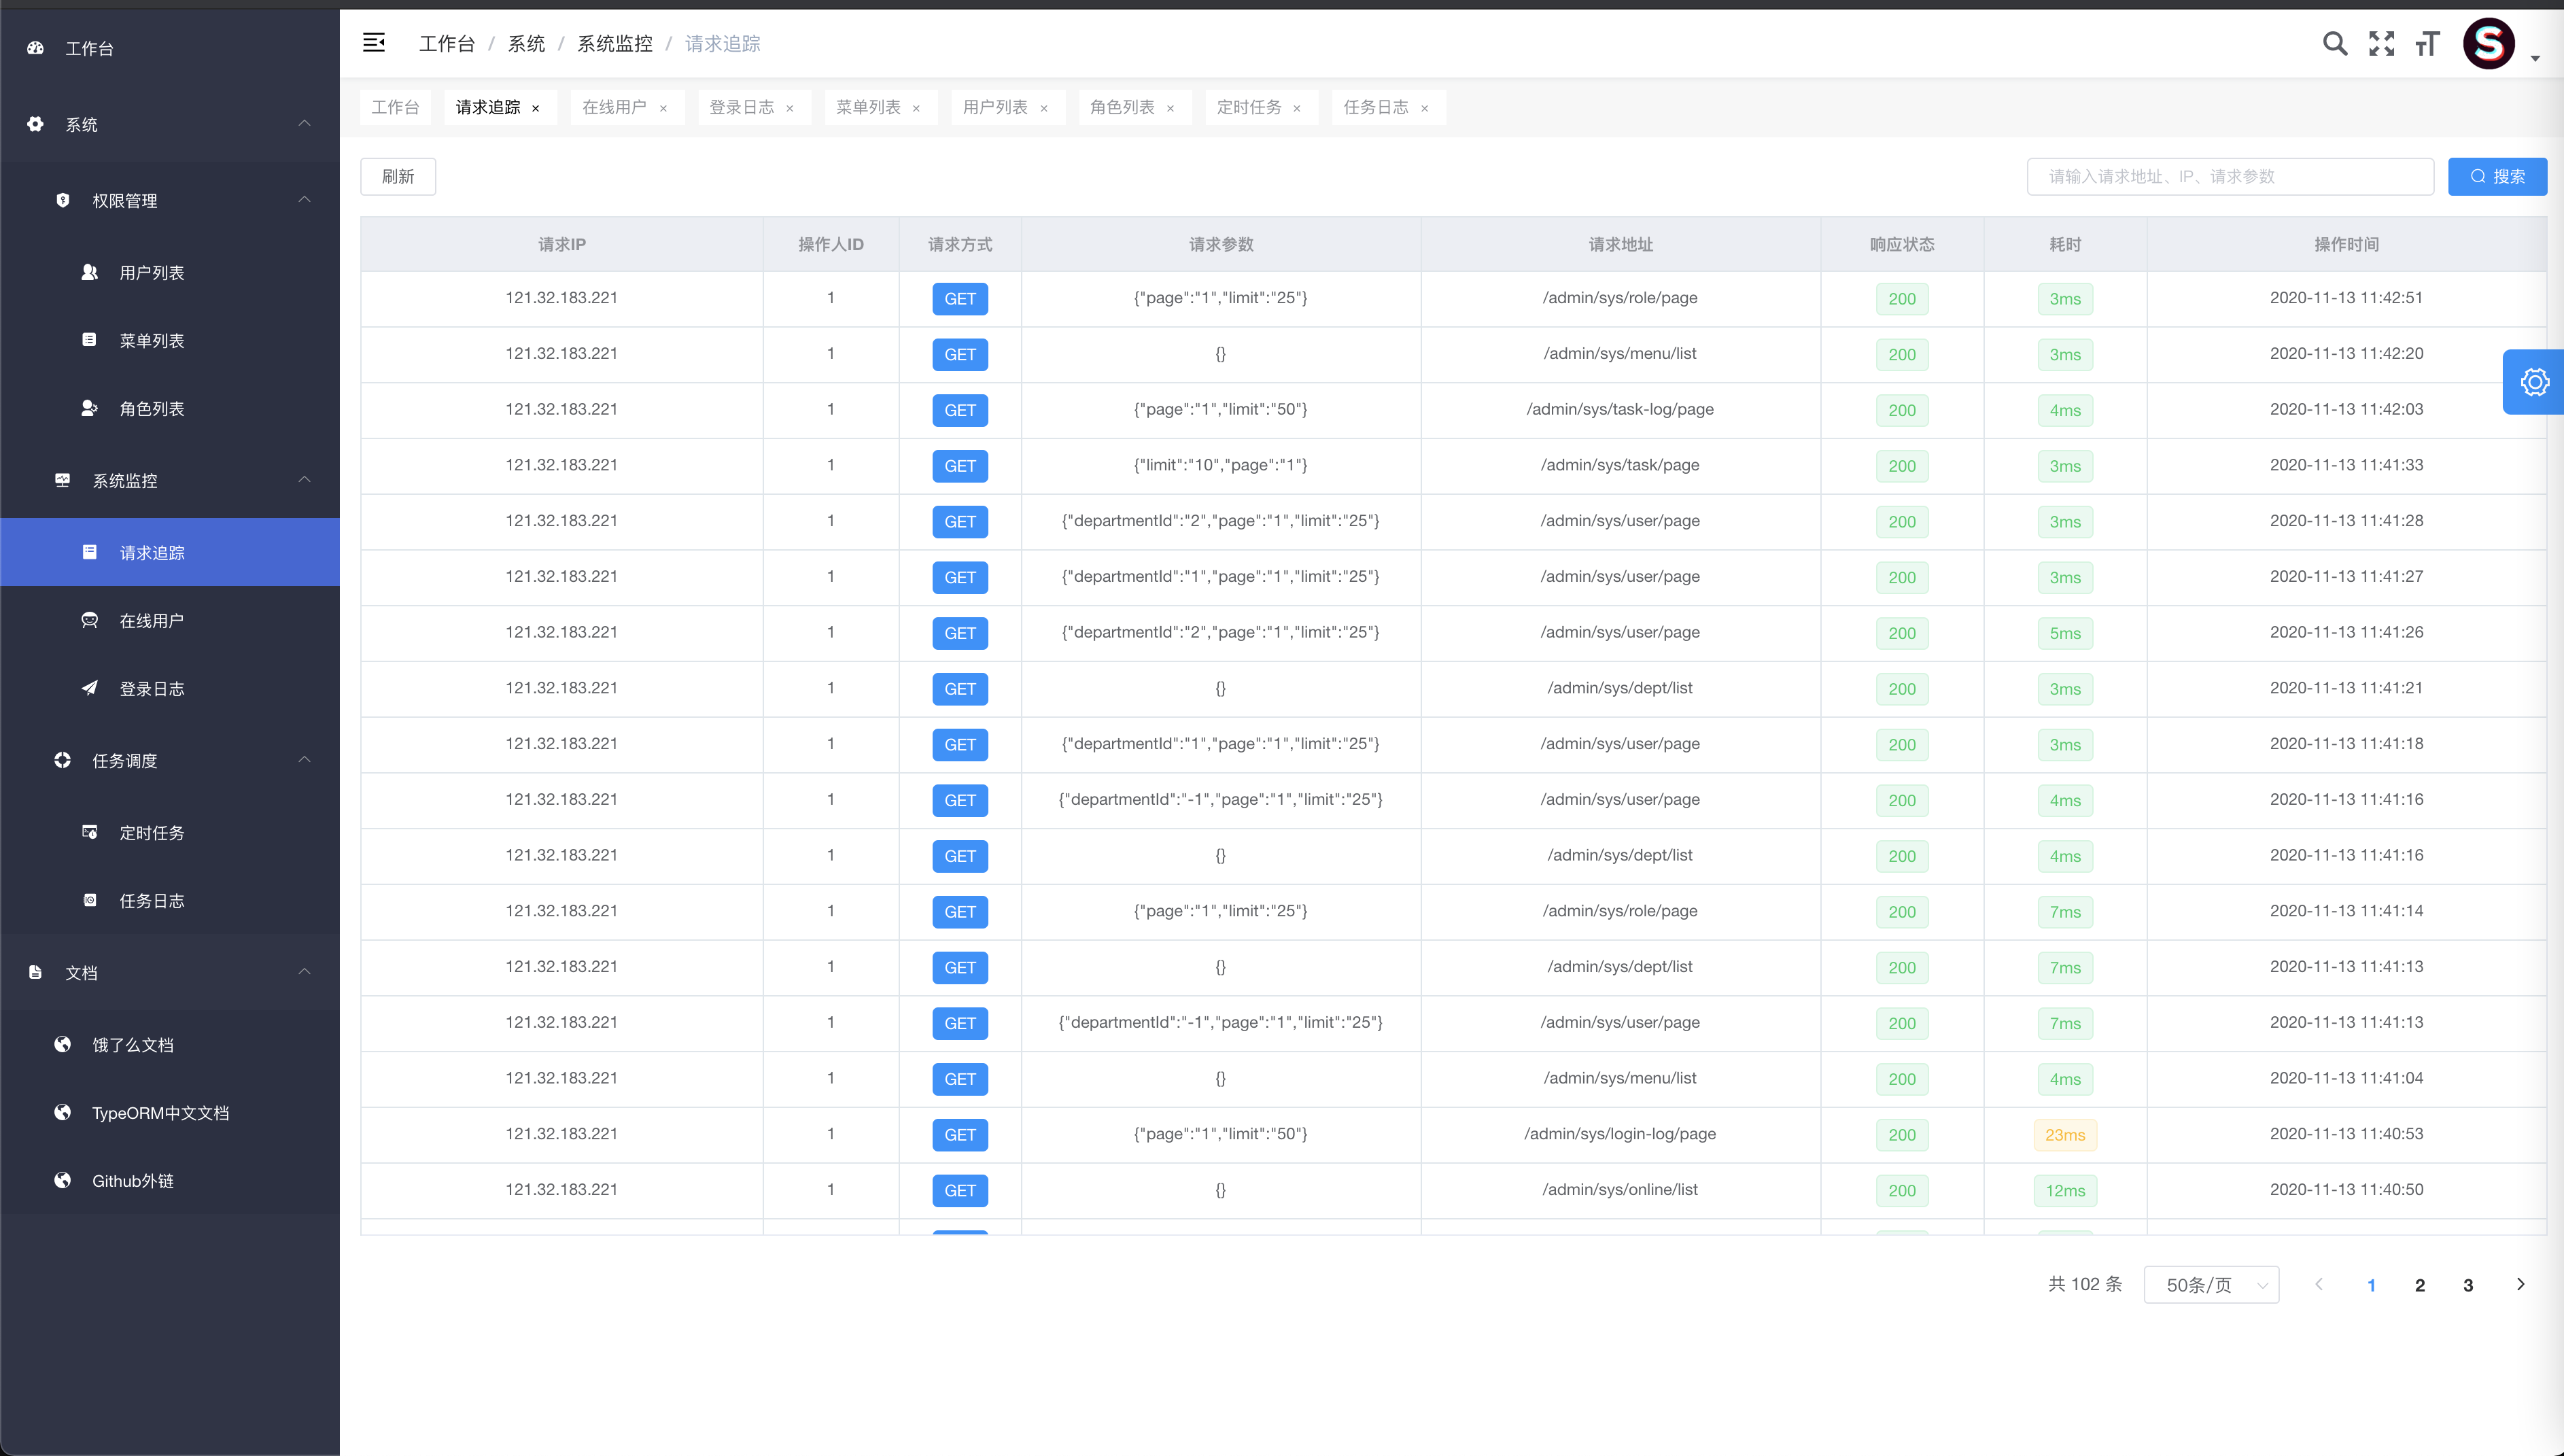 工作台
系统
权限管理
用户列表
菜单列表
角色列表
系统监控
请求追踪
在线用户
登录日志
任务调度
定时任务
任务日志
文档
饿了么文档
TypeORM中文文档
Github外链
工作台 / 系统 / 系统监控 / 请求追踪
工作台 请求追踪 × 在线用户 × 登录日志 × 菜单列表 × 用户列表 × 角色列表 × 定时任务 × 任务日志 ×
刷新 请输入请求地址、IP、请求参数 搜索
请求IP 操作人ID 请求方式 请求参数 请求地址 响应状态 耗时 操作时间
121.32.183.221 1 GET {"page":"1","limit":"25"} /admin/sys/role/page 200 3ms 2020-11-13 11:42:51
121.32.183.221 1 GET {} /admin/sys/menu/list 200 3ms 2020-11-13 11:42:20
121.32.183.221 1 GET {"page":"1","limit":"50"} /admin/sys/task-log/page 200 4ms 2020-11-13 11:42:03
121.32.183.221 1 GET {"limit":"10","page":"1"} /admin/sys/task/page 200 3ms 2020-11-13 11:41:33
121.32.183.221 1 GET {"departmentId":"2","page":"1","limit":"25"} /admin/sys/user/page 200 3ms 2020-11-13 11:41:28
121.32.183.221 1 GET {"departmentId":"1","page":"1","limit":"25"} /admin/sys/user/page 200 3ms 2020-11-13 11:41:27
121.32.183.221 1 GET {"departmentId":"2","page":"1","limit":"25"} /admin/sys/user/page 200 5ms 2020-11-13 11:41:26
121.32.183.221 1 GET {} /admin/sys/dept/list 200 3ms 2020-11-13 11:41:21
121.32.183.221 1 GET {"departmentId":"1","page":"1","limit":"25"} /admin/sys/user/page 200 3ms 2020-11-13 11:41:18
121.32.183.221 1 GET {"departmentId":"-1","page":"1","limit":"25"} /admin/sys/user/page 200 4ms 2020-11-13 11:41:16
121.32.183.221 1 GET {} /admin/sys/dept/list 200 4ms 2020-11-13 11:41:16
121.32.183.221 1 GET {"page":"1","limit":"25"} /admin/sys/role/page 200 7ms 2020-11-13 11:41:14
121.32.183.221 1 GET {} /admin/sys/dept/list 200 7ms 2020-11-13 11:41:13
121.32.183.221 1 GET {"departmentId":"-1","page":"1","limit":"25"} /admin/sys/user/page 200 7ms 2020-11-13 11:41:13
121.32.183.221 1 GET {} /admin/sys/menu/list 200 4ms 2020-11-13 11:41:04
121.32.183.221 1 GET {"page":"1","limit":"50"} /admin/sys/login-log/page 200 23ms 2020-11-13 11:40:53
121.32.183.221 1 GET {} /admin/sys/online/list 200 12ms 2020-11-13 11:40:50
共 102 条 50条/页 1 2 3